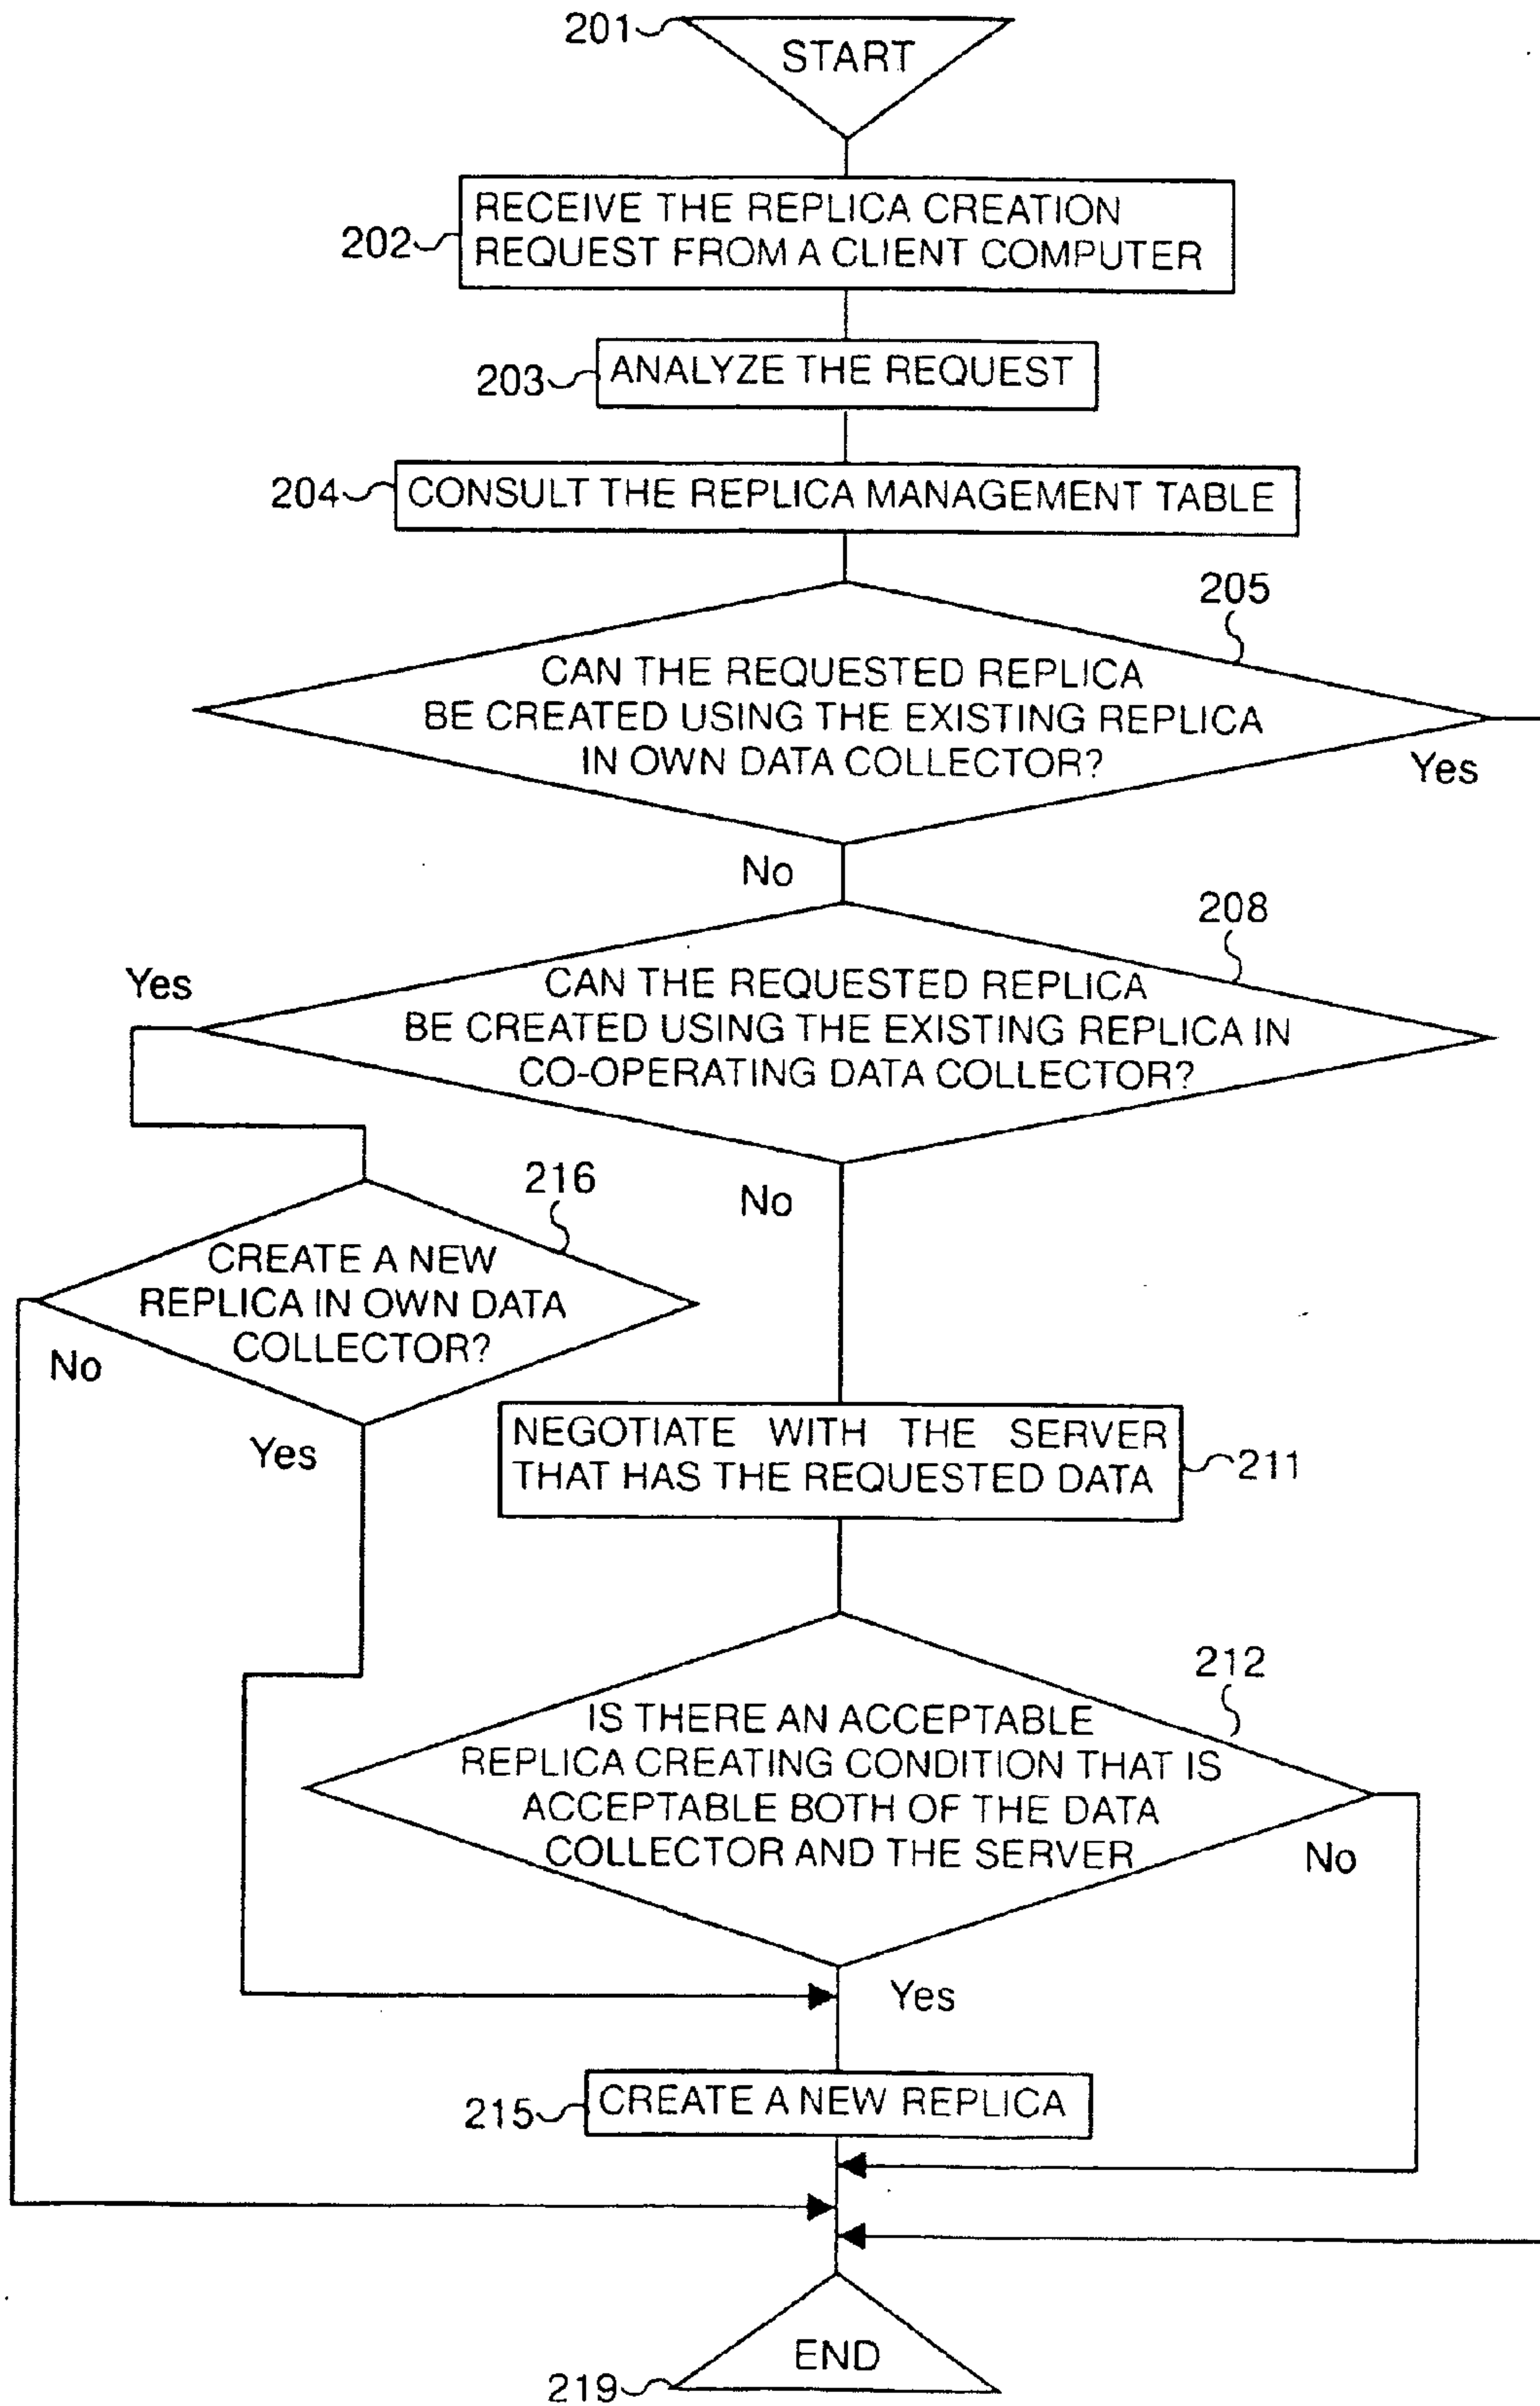 201
START
RECEIVE THE REPLICA CREATION
REQUEST FROM A CLIENT COMPUTER
202
ANALYZE THE REQUEST
203
204
CONSULT THE REPLICA MANAGEMENT TABLE
205
CAN THE REQUESTED REPLICA
BE CREATED USING THE EXISTING REPLICA
IN OWN DATA COLLECTOR?
Yes
No
208
Yes
CAN THE REQUESTED REPLICA
BE CREATED USING THE EXISTING REPLICA IN
CO-OPERATING DATA COLLECTOR?
216
No
CREATE A NEW
REPLICA IN OWN DATA
COLLECTOR?
No
Yes
NEGOTIATE WITH THE SERVER
THAT HAS THE REQUESTED DATA
211
212
IS THERE AN ACCEPTABLE
REPLICA CREATING CONDITION THAT IS
ACCEPTABLE BOTH OF THE DATA
COLLECTOR AND THE SERVER
No
Yes
CREATE A NEW REPLICA
215
END
219